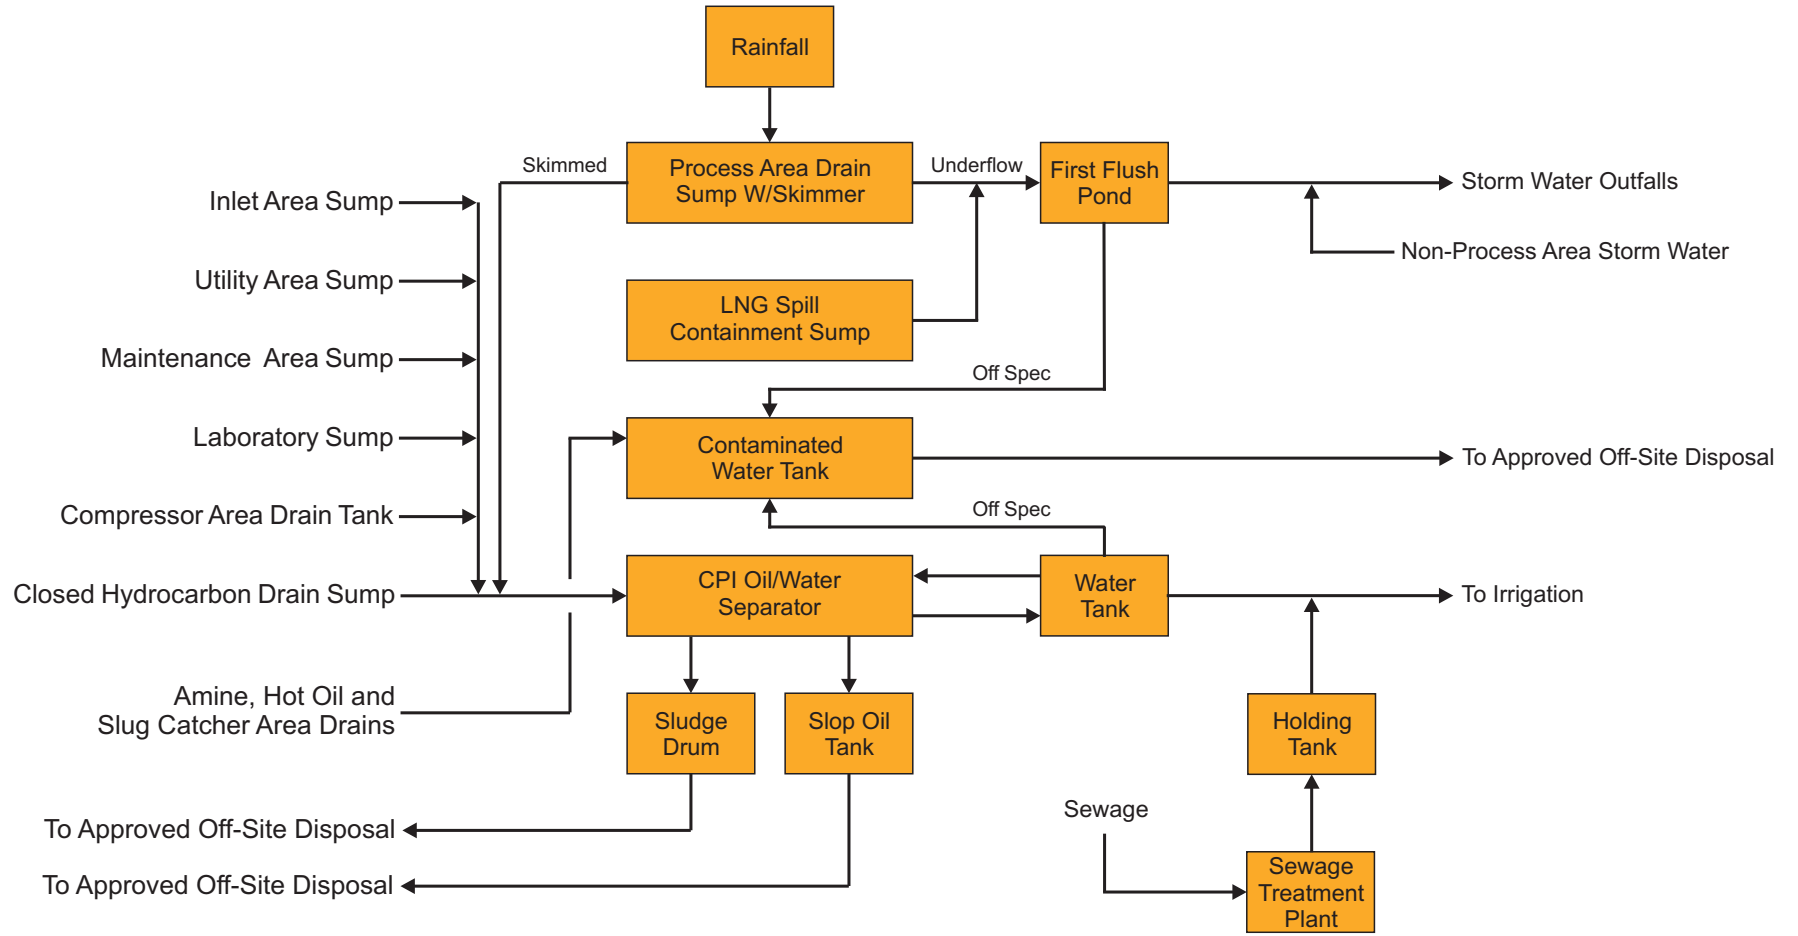 Rainfall
Skimmed
Process Area Drain
Sump W/Skimmer
Underflow
First Flush
Pond
Storm Water Outfalls
Inlet Area Sump
Non-Process Area Storm Water
Utility Area Sump
LNG Spill
Containment Sump
Maintenance Area Sump
Off Spec
Laboratory Sump
Contaminated
Water Tank
To Approved Off-Site Disposal
Compressor Area Drain Tank
Off Spec
Closed Hydrocarbon Drain Sump
CPI Oil/Water
Separator
Water
Tank
To Irrigation
Amine, Hot Oil and
Slug Catcher Area Drains
Sludge
Drum
Slop Oil
Tank
Holding
Tank
To Approved Off-Site Disposal
Sewage
To Approved Off-Site Disposal
Sewage
Treatment
Plant